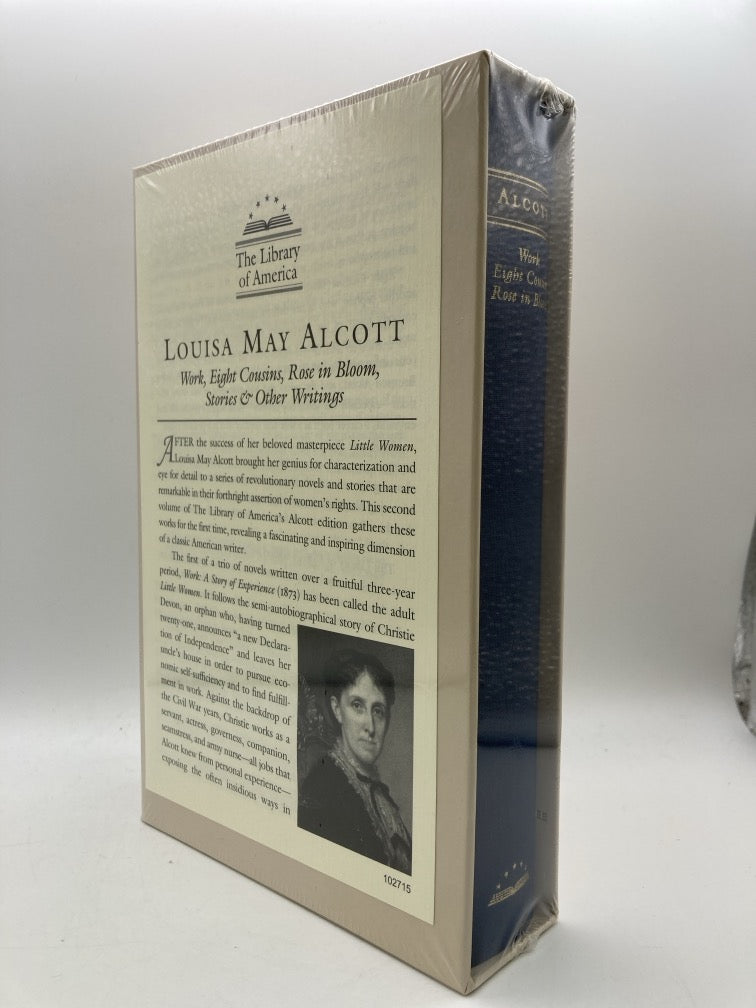 The Library
of America
LOUISA MAY ALCOTT
Work, Eight Cousins, Rose in Bloom,
Stories & Other Writings
AFTER the success of her beloved masterpiece Little Women,
Louisa May Alcott brought her genius for characterization and
eye for detail to a series of revolutionary novels and stories that are
remarkable in their forthright assertion of women's rights. This second
volume of The Library of America's Alcott edition gathers these
works for the first time, revealing a fascinating and inspiring dimension
of a classic American writer.
The first of a trio of novels written over a fruitful three-year
period, Work: A Story of Experience (1873) has been called the adult
Little Women. It follows the semi-autobiographical story of Christie
Devon, an orphan who, having turned
twenty-one, announces "a new Declara-
tion of Independence" and leaves her
uncle's house in order to pursue eco-
nomic self-sufficiency and to find fulfill-
ment in work. Against the backdrop of
the Civil War years, Christie works as a
servant, actress, governess, companion,
seamstress, and army nurse—all jobs that
Alcott knew from personal experience—
exposing the often insidious ways in
102715
ALCOT
Work
Eight Cousi
Rose in Bl